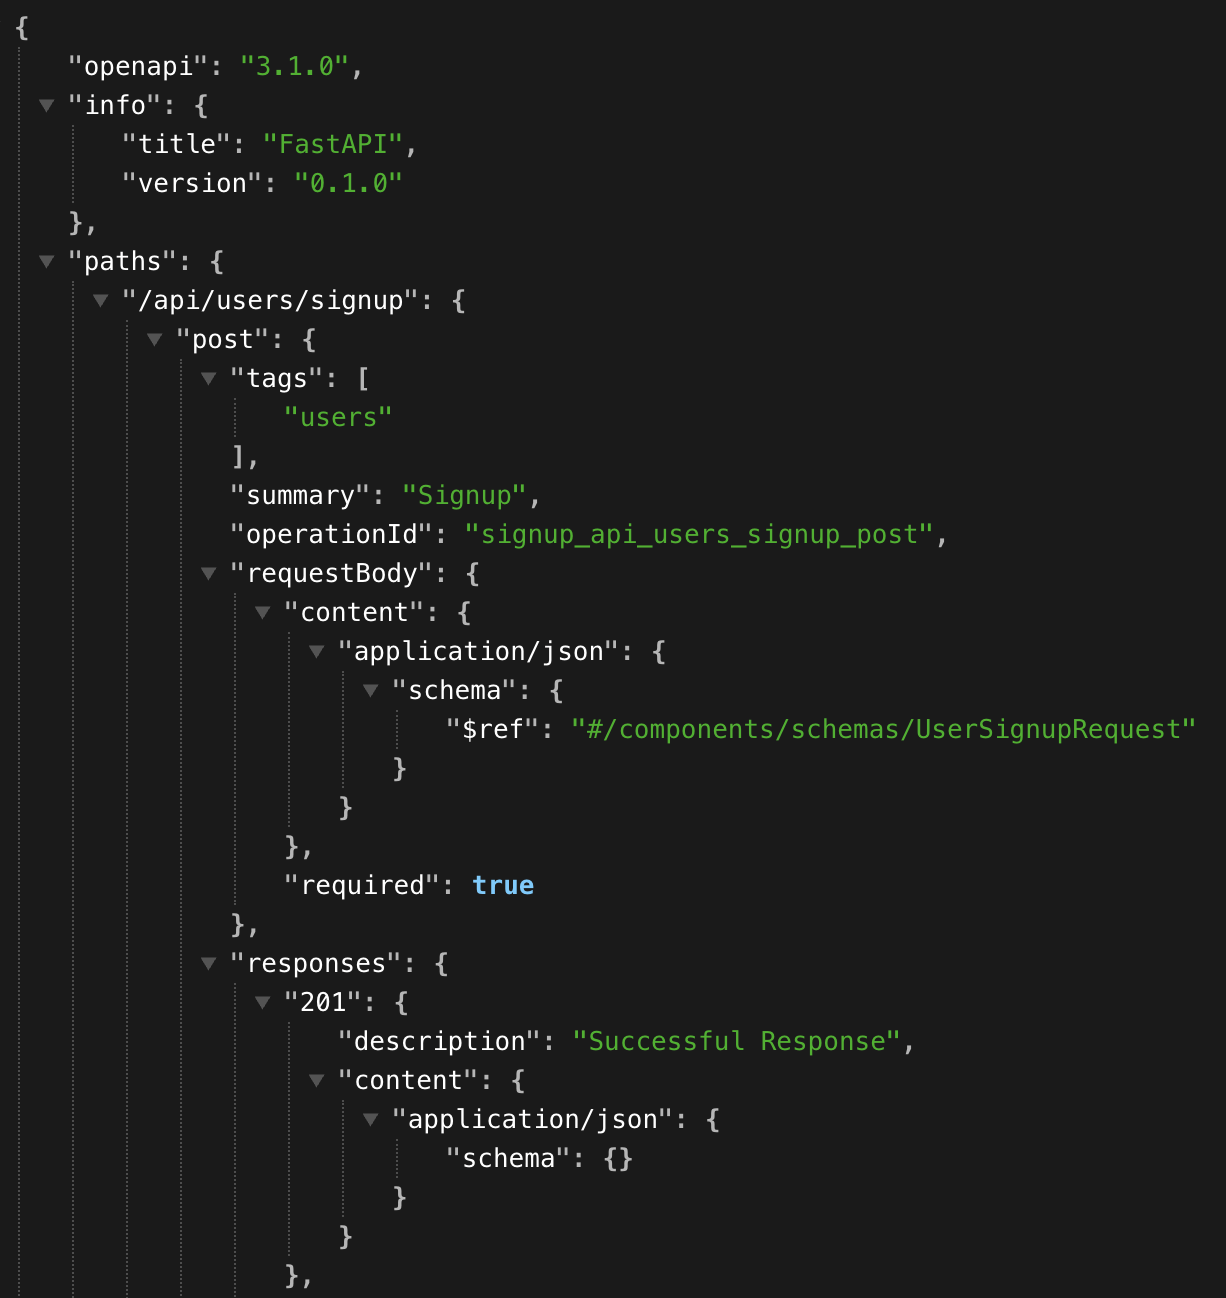 {
"openapi": "3.1.0",
"info": {
"title": "FastAPI",
"version": "0.1.0"
},
"paths": {
"/api/users/signup": {
"post": {
"tags": [
"users"
],
"summary": "Signup",
"operationId": "signup_api_users_signup_post",
"requestBody": {
"content": {
"application/json": {
"schema": {
"$ref": "#/components/schemas/UserSignupRequest"
}
}
},
"required": true
},
"responses": {
"201": {
"description": "Successful Response",
"content": {
"application/json": {
"schema": {}
}
}
},